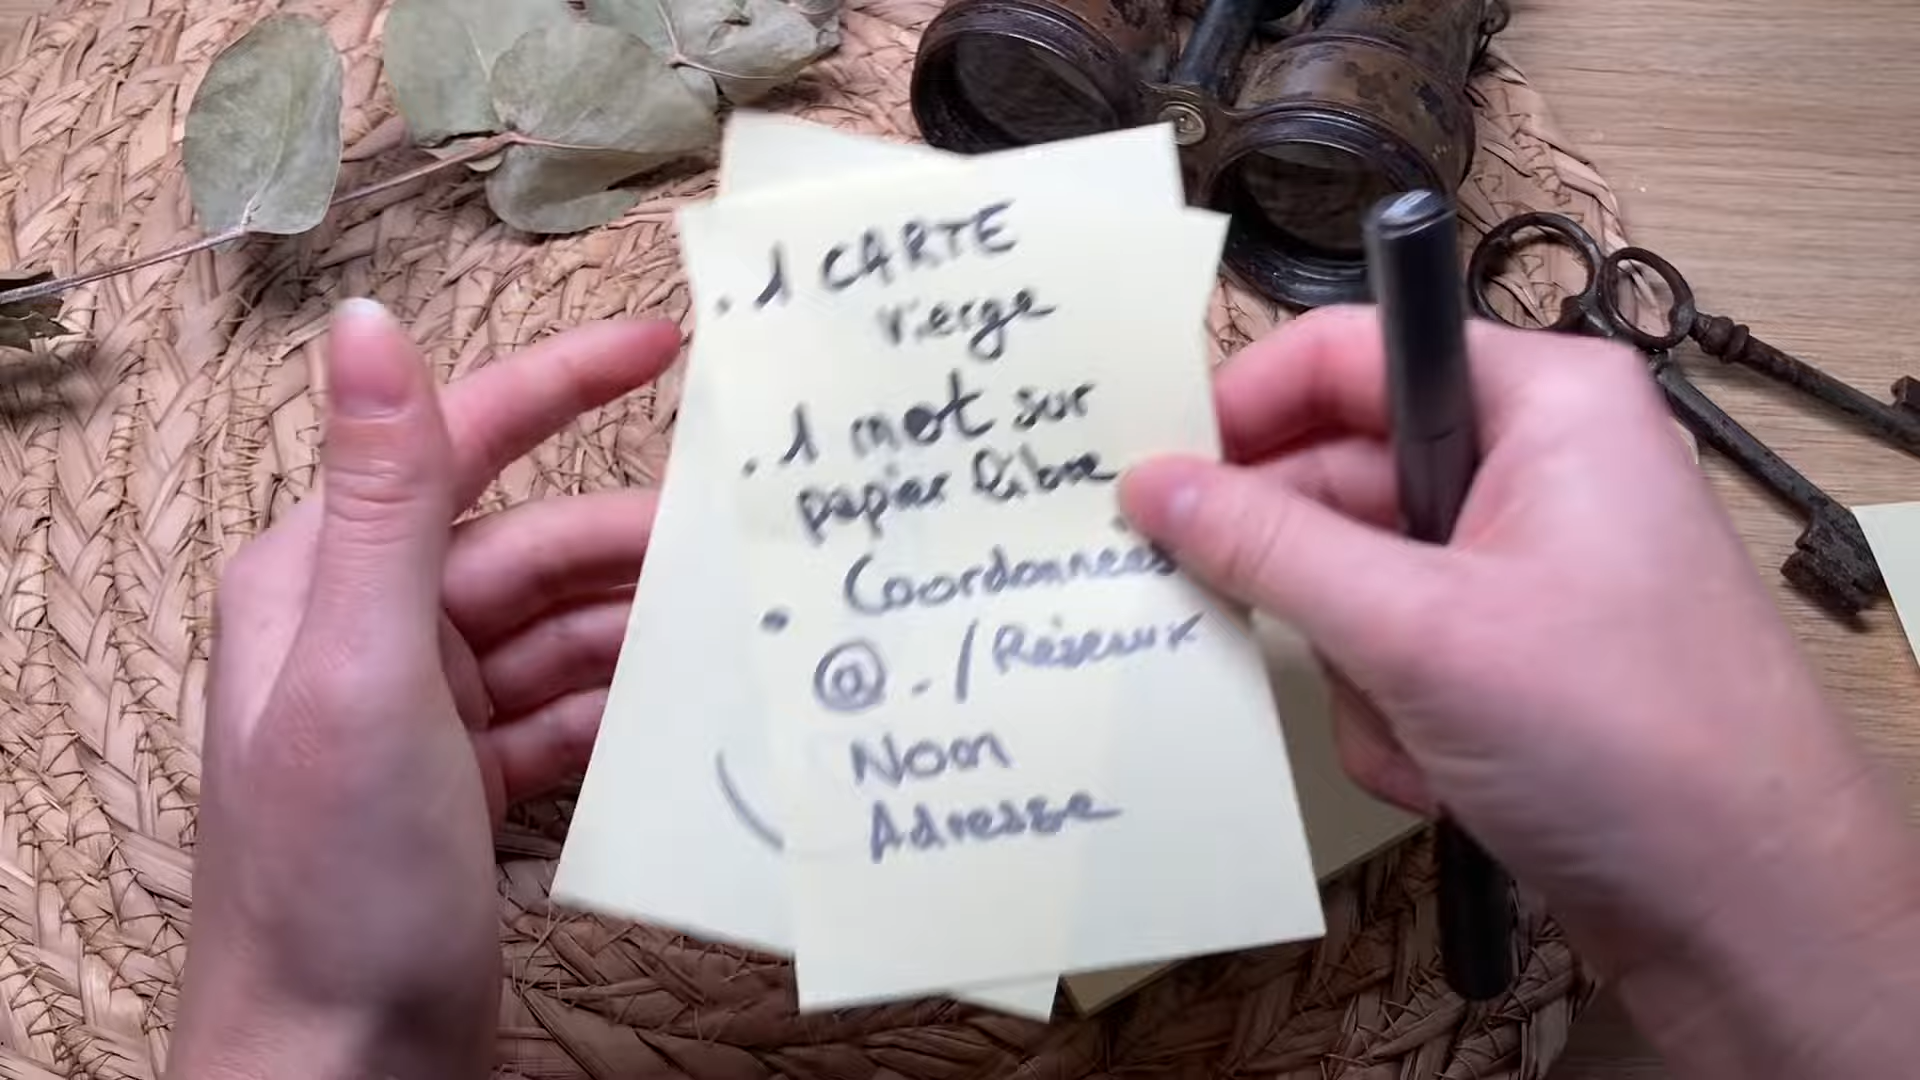 . 1 CARTE
vierge
. 1 mot sur
papier libre
. Coordonnées
@. / Réseaux
Nom
Adresse